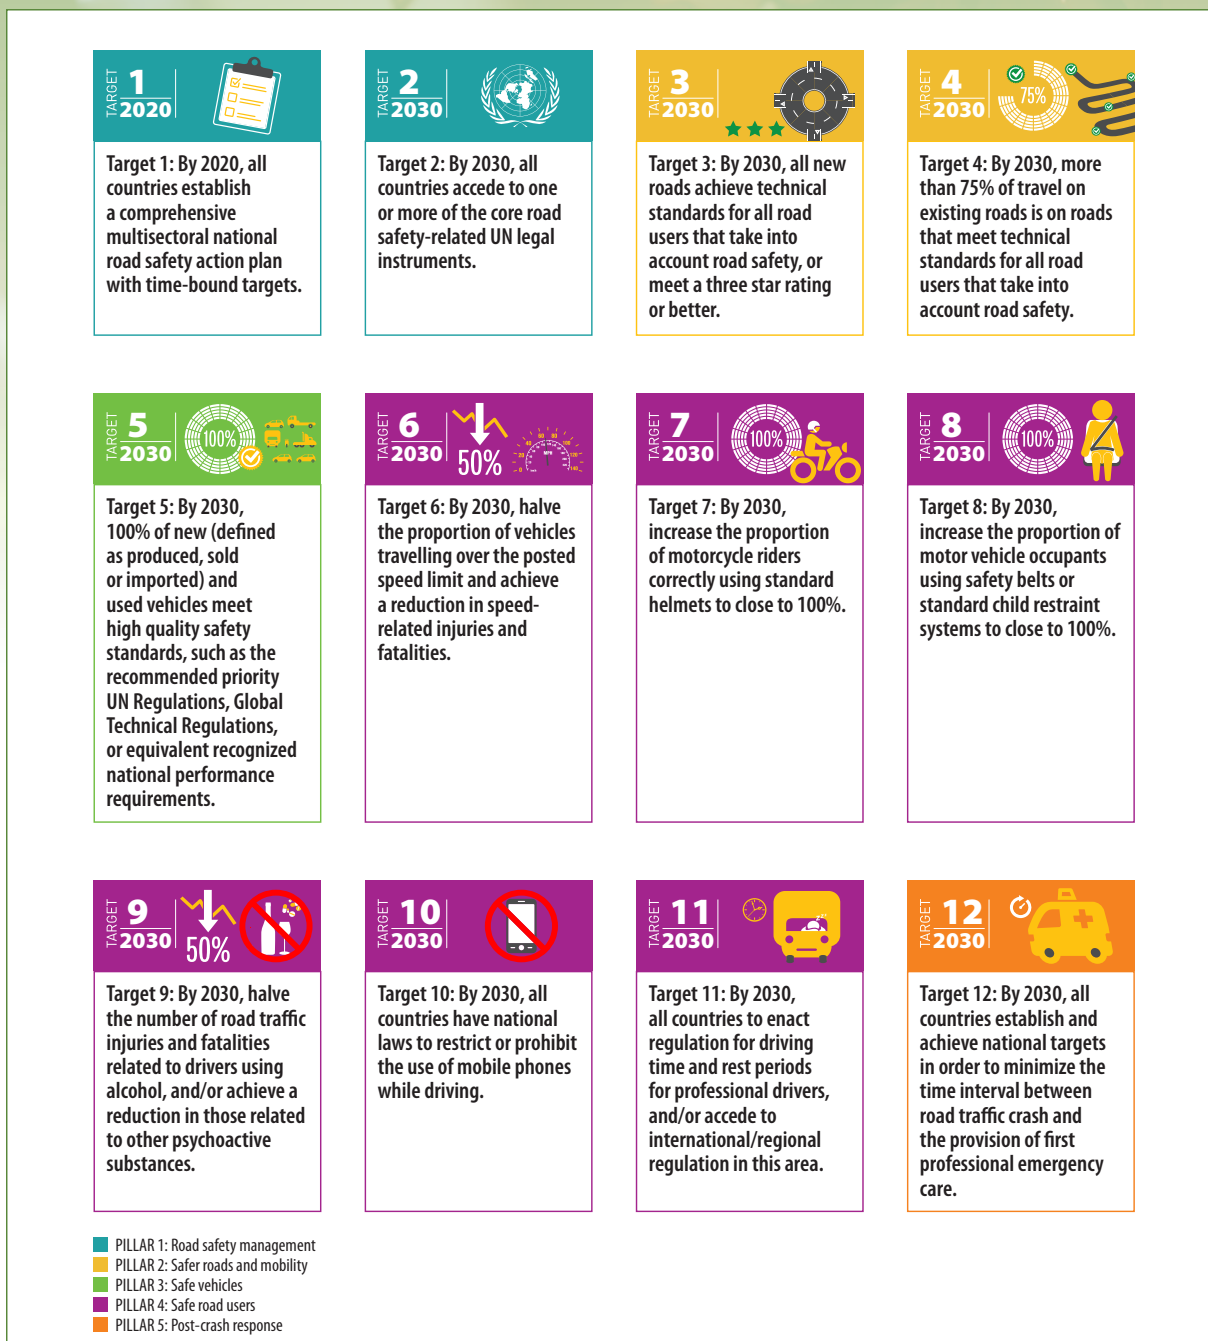 TARGET 1 2020
Target 1: By 2020, all
countries establish
a comprehensive
multisectoral national
road safety action plan
with time-bound targets.
TARGET 2 2030
Target 2: By 2030, all
countries accede to one
or more of the core road
safety-related UN legal
instruments.
TARGET 3 2030
Target 3: By 2030, all new
roads achieve technical
standards for all road
users that take into
account road safety, or
meet a three star rating
or better.
TARGET 4 2030
75%
Target 4: By 2030, more
than 75% of travel on
existing roads is on roads
that meet technical
standards for all road
users that take into
account road safety.
TARGET 5 2030
100%
Target 5: By 2030,
100% of new (defined
as produced, sold
or imported) and
used vehicles meet
high quality safety
standards, such as the
recommended priority
UN Regulations, Global
Technical Regulations,
or equivalent recognized
national performance
requirements.
TARGET 6 2030
50%
Target 6: By 2030, halve
the proportion of vehicles
travelling over the posted
speed limit and achieve
a reduction in speed-
related injuries and
fatalities.
TARGET 7 2030
100%
Target 7: By 2030,
increase the proportion
of motorcycle riders
correctly using standard
helmets to close to 100%.
TARGET 8 2030
100%
Target 8: By 2030,
increase the proportion of
motor vehicle occupants
using safety belts or
standard child restraint
systems to close to 100%.
TARGET 9 2030
50%
Target 9: By 2030, halve
the number of road traffic
injuries and fatalities
related to drivers using
alcohol, and/or achieve a
reduction in those related
to other psychoactive
substances.
TARGET 10 2030
Target 10: By 2030, all
countries have national
laws to restrict or prohibit
the use of mobile phones
while driving.
TARGET 11 2030
Target 11: By 2030,
all countries to enact
regulation for driving
time and rest periods
for professional drivers,
and/or accede to
international/regional
regulation in this area.
TARGET 12 2030
Target 12: By 2030, all
countries establish and
achieve national targets
in order to minimize the
time interval between
road traffic crash and
the provision of first
professional emergency
care.
PILLAR 1: Road safety management
PILLAR 2: Safer roads and mobility
PILLAR 3: Safe vehicles
PILLAR 4: Safe road users
PILLAR 5: Post-crash response